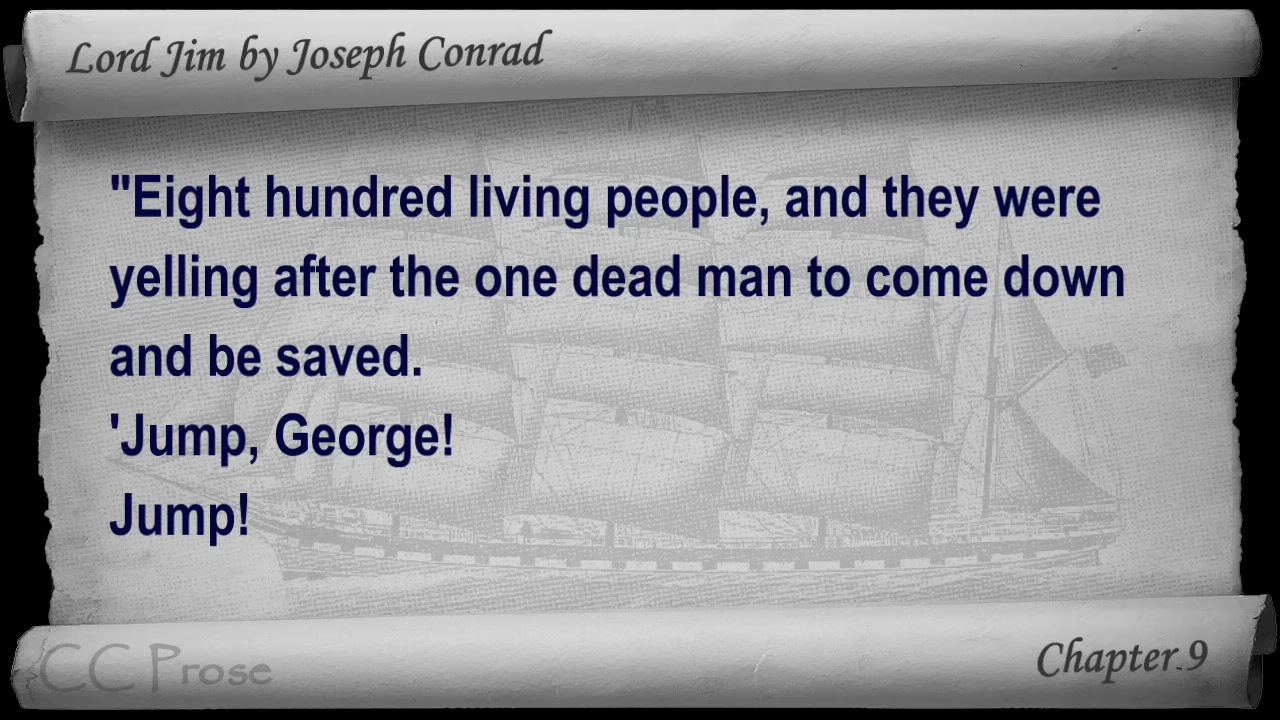 Lord Jim by Joseph Conrad
"Eight hundred living people, and they were
yelling after the one dead man to come down
and be saved.
'Jump, George!
Jump!
CC Prose
Chapter 9